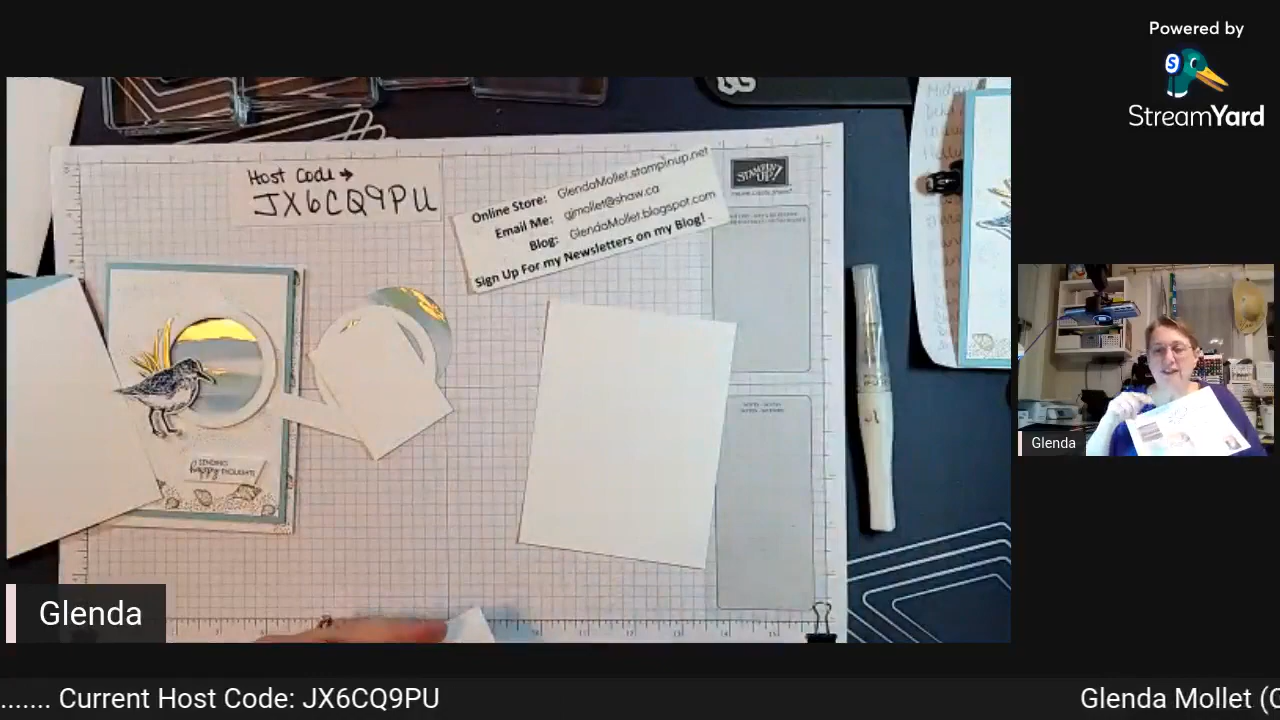 Powered by
S
StreamYard
Host Code →
JX6CQ9PU
Online Store: GlendaMollet.stampinup.net
Email Me: gjmollet@shaw.ca
Blog: GlendaMollet.blogspot.com
Sign Up For my Newsletters on my Blog!
STAMPIN' UP!
SENDING
happy THOUGHTS
Glenda
Glenda
....... Current Host Code: JX6CQ9PU
Glenda Mollet (C